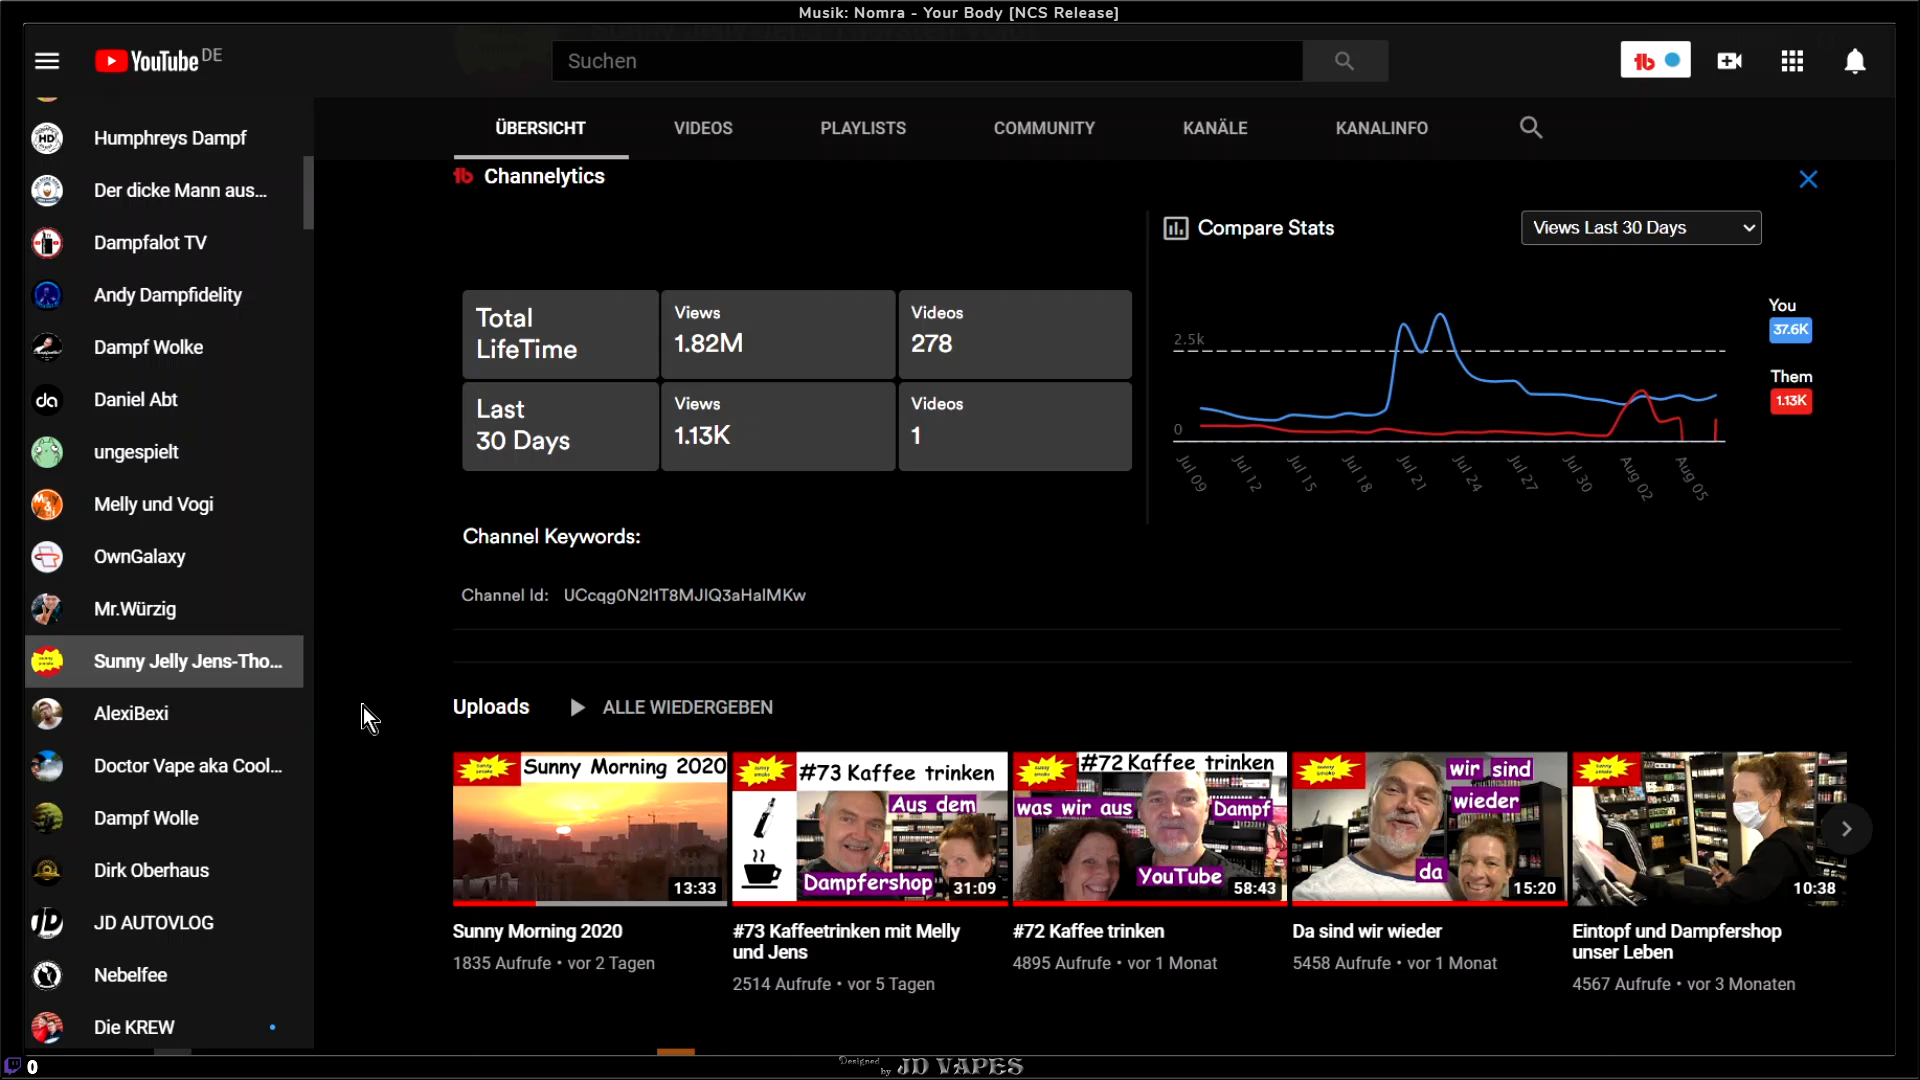 Musik: Nomra - Your Body [NCS Release]
YouTube DE
Suchen
Humphreys Dampf
Der dicke Mann aus...
Dampfalot TV
Andy Dampfidelity
Dampf Wolke
Daniel Abt
ungespielt
Melly und Vogi
OwnGalaxy
Mr.Würzig
Sunny Jelly Jens-Tho...
AlexiBexi
Doctor Vape aka Cool...
Dampf Wolle
Dirk Oberhaus
JD AUTOVLOG
Nebelfee
Die KREW
ÜBERSICHT
VIDEOS
PLAYLISTS
COMMUNITY
KANÄLE
KANALINFO
Channelytics
Total
LifeTime
Views
1.82M
Videos
278
Last
30 Days
Views
1.13K
Videos
1
Compare Stats
Views Last 30 Days
2.5k
0
Jul 09
Jul 12
Jul 15
Jul 18
Jul 21
Jul 24
Jul 27
Jul 30
Aug 02
Aug 05
You
37.6K
Them
1.13K
Channel Keywords:
Channel Id: UCcqg0N2l1T8MJIQ3aHalMKw
Uploads
ALLE WIEDERGEBEN
Sunny Morning 2020
13:33
#73 Kaffee trinken
Aus dem
Dampfershop
31:09
#72 Kaffee trinken
was wir aus
Dampf
YouTube
58:43
wir sind
wieder
da
15:20
10:38
Sunny Morning 2020
1835 Aufrufe • vor 2 Tagen
#73 Kaffeetrinken mit Melly
und Jens
2514 Aufrufe • vor 5 Tagen
#72 Kaffee trinken
4895 Aufrufe • vor 1 Monat
Da sind wir wieder
5458 Aufrufe • vor 1 Monat
Eintopf und Dampfershop
unser Leben
4567 Aufrufe • vor 3 Monaten
0
Designed
by JD VAPES